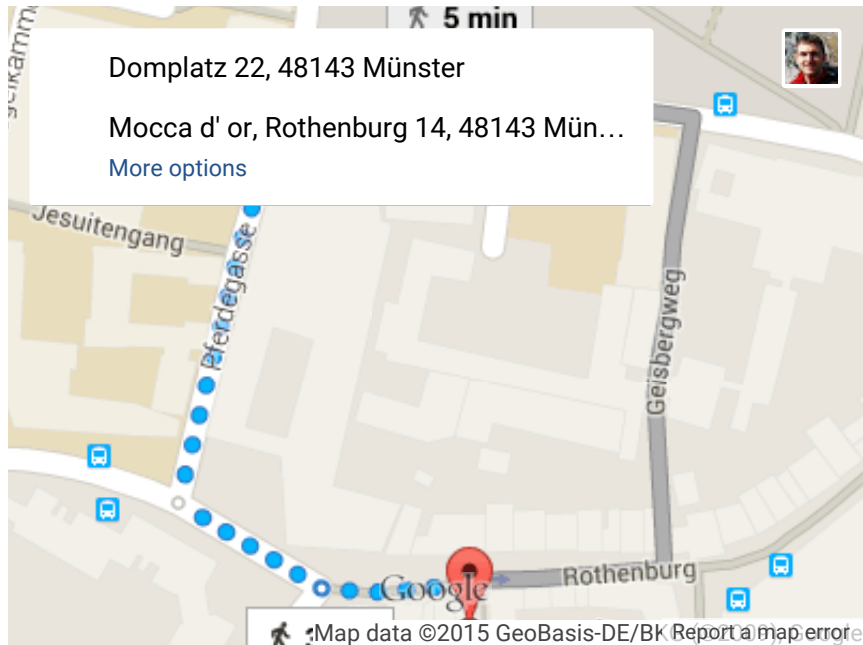 5 min
Domplatz 22, 48143 Münster
Mocca d' or, Rothenburg 14, 48143 Mün...
More options
Jesuitengang
Pferdegasse
Geisbergweg
Rothenburg
Google
Map data ©2015 GeoBasis-DE/BK
Report a map error